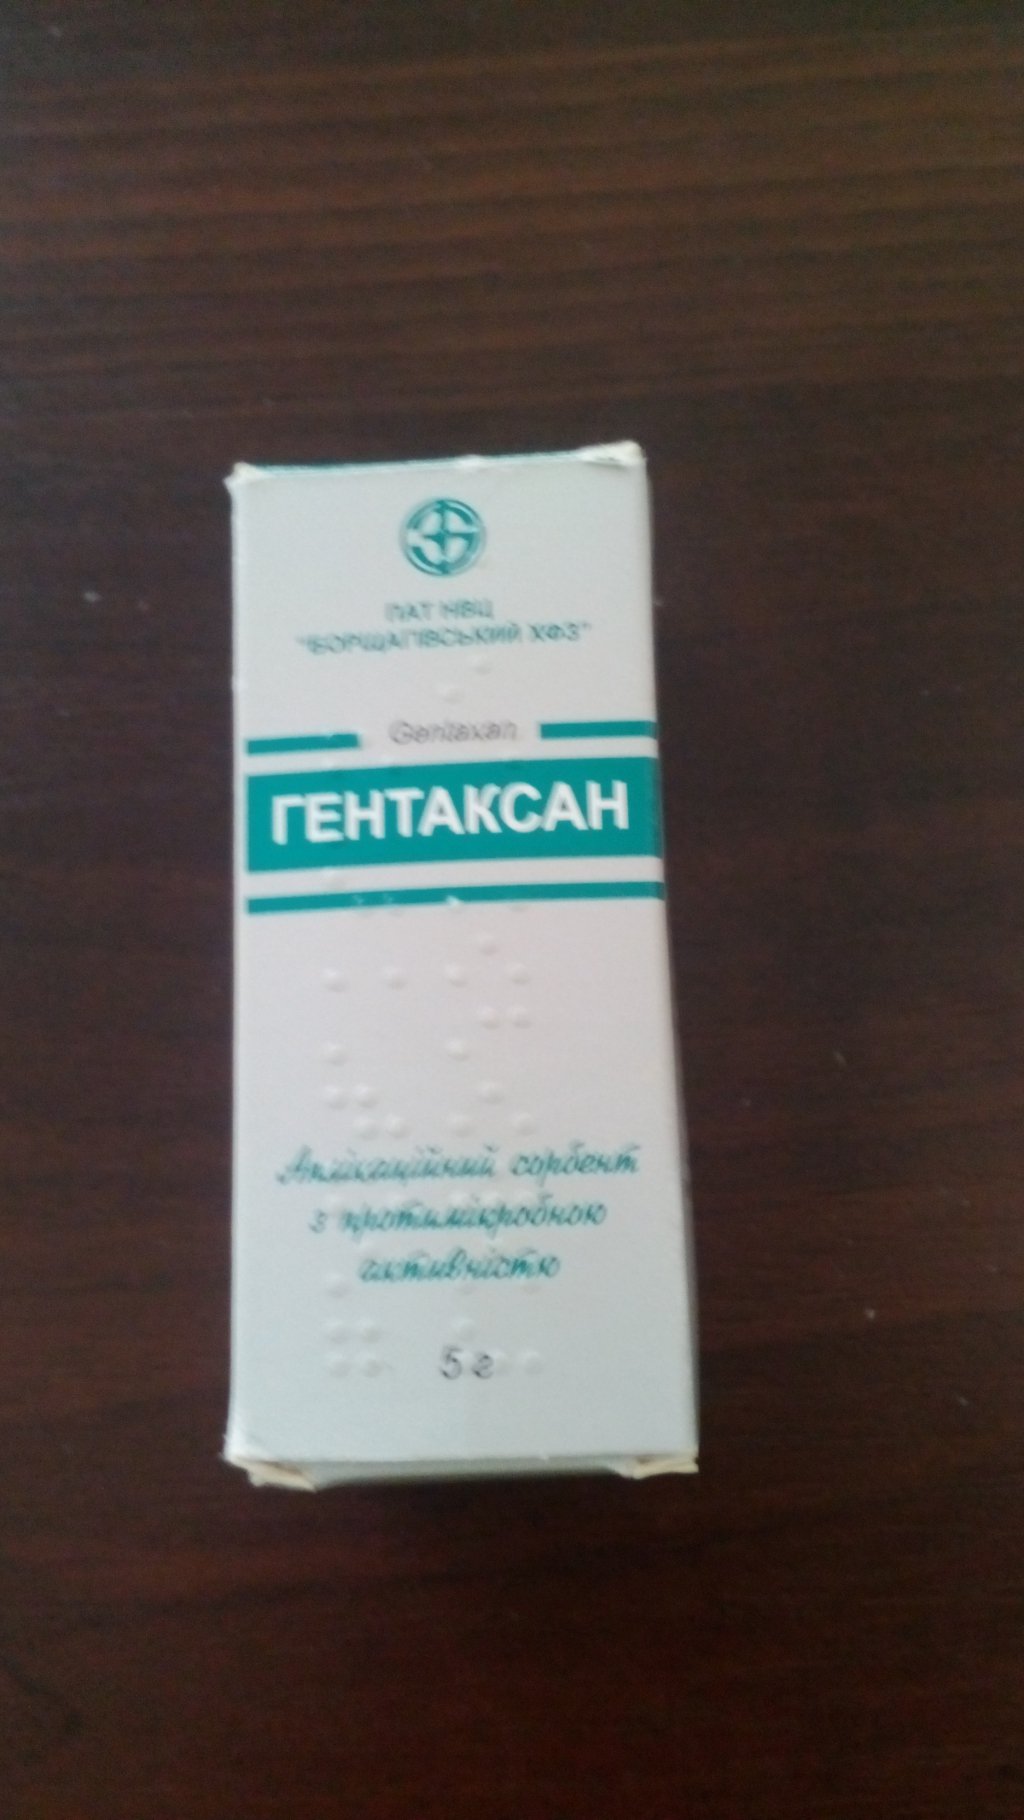 ПАТ НВЦ
"БОРЩАГІВСЬКИЙ ХФЗ"
Gentaxan
ГЕНТАКСАН
Аплікаційний сорбент
з протимікробною
активністю
5 г